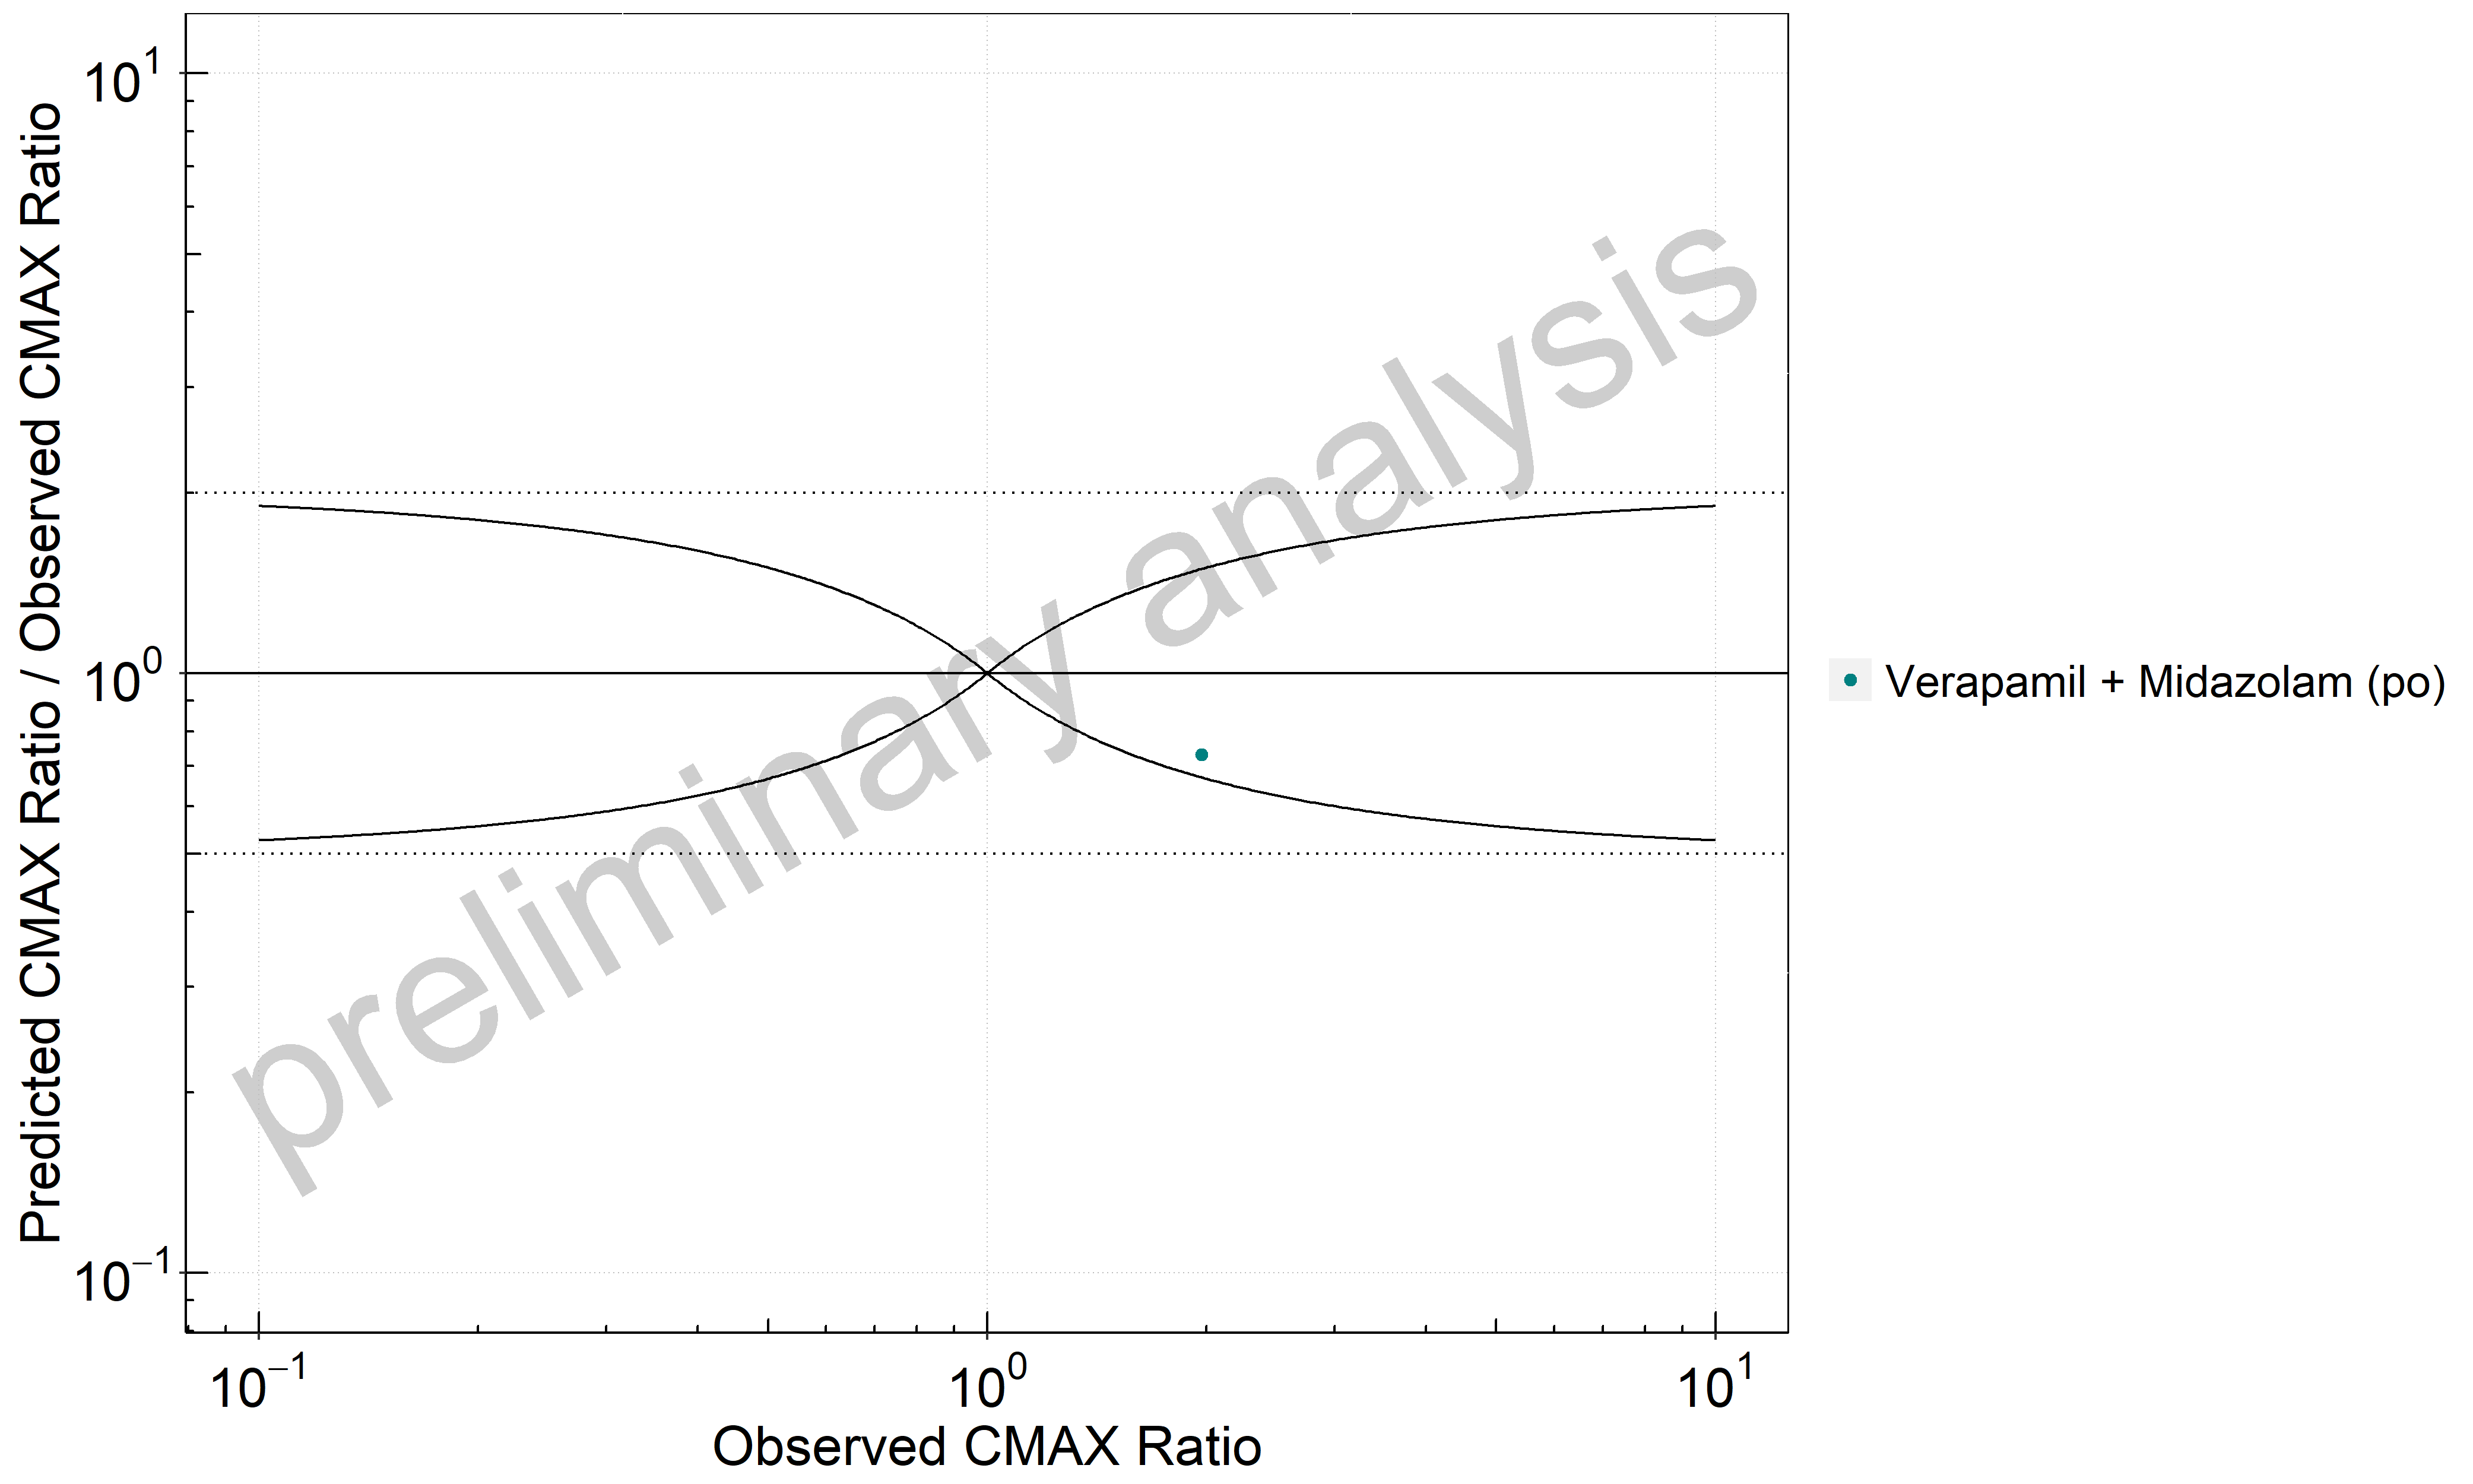 Predicted CMAX Ratio / Observed CMAX Ratio
10¹
10⁰
10⁻¹
preliminary analysis
Verapamil + Midazolam (po)
10⁻¹
10⁰
10¹
Observed CMAX Ratio